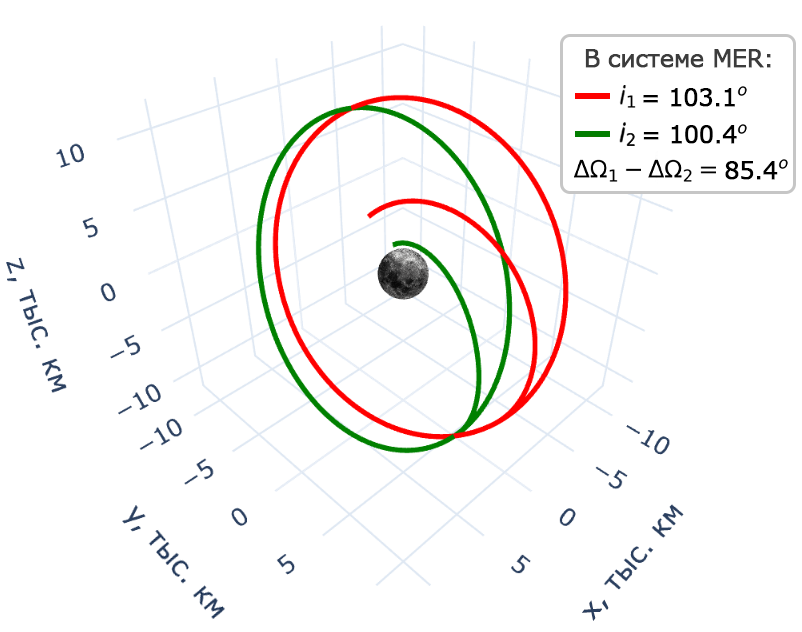 В системе MER:
i₁ = 103.1°
i₂ = 100.4°
ΔΩ₁ − ΔΩ₂ = 85.4°
10
5
0
−5
−10
z, тыс. км
−10
−5
0
5
y, тыс. км
−10
−5
0
5
x, тыс. км